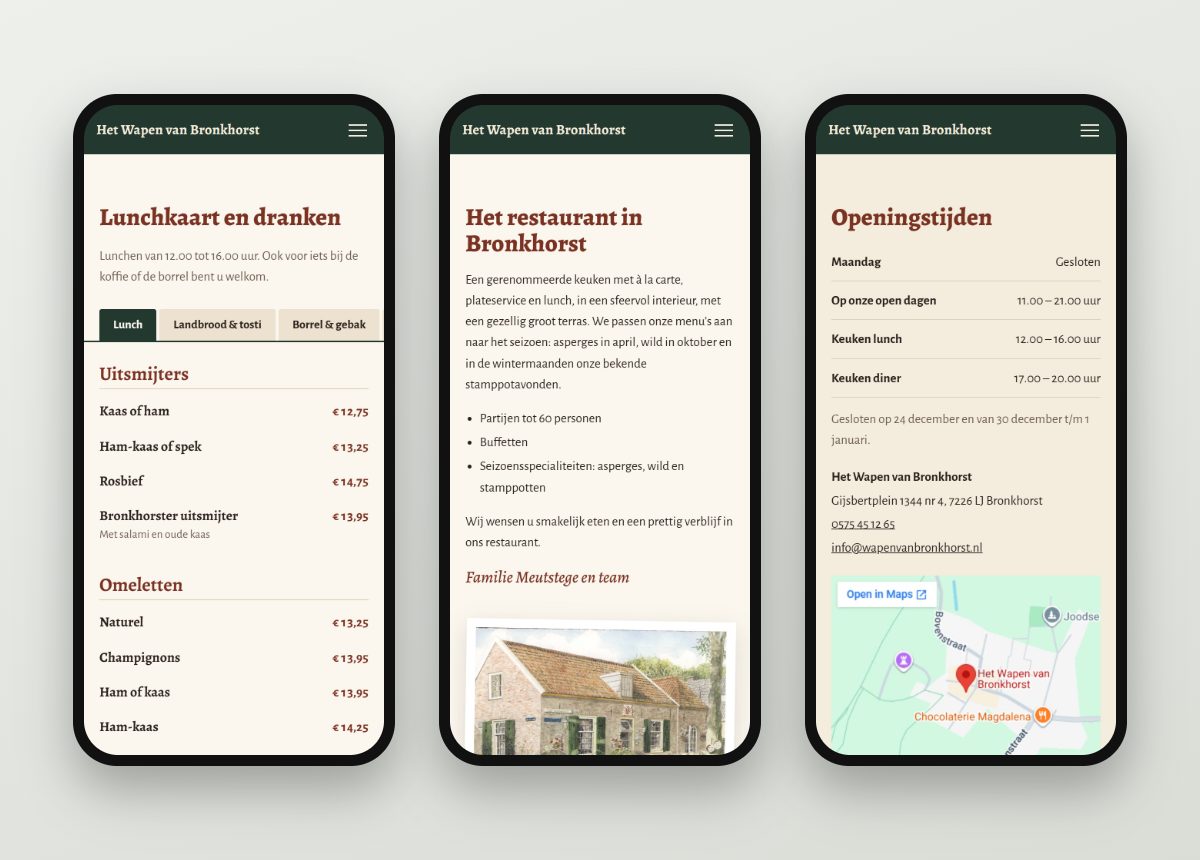 Het Wapen van Bronkhorst
Lunchkaart en dranken
Lunchen van 12.00 tot 16.00 uur. Ook voor iets bij de
koffie of de borrel bent u welkom.
Lunch
Landbrood & tosti
Borrel & gebak
Uitsmijters
Kaas of ham € 12,75
Ham-kaas of spek € 13,25
Rosbief € 14,75
Bronkhorster uitsmijter € 13,95
Met salami en oude kaas
Omeletten
Naturel € 13,25
Champignons € 13,95
Ham of kaas € 13,95
Ham-kaas € 14,25
Het Wapen van Bronkhorst
Het restaurant in
Bronkhorst
Een gerenommeerde keuken met à la carte,
plateservice en lunch, in een sfeervol interieur, met
een gezellig groot terras. We passen onze menu's aan
naar het seizoen: asperges in april, wild in oktober en
in de wintermaanden onze bekende
stamppotavonden.
• Partijen tot 60 personen
• Buffetten
• Seizoensspecialiteiten: asperges, wild en
stamppotten
Wij wensen u smakelijk eten en een prettig verblijf in
ons restaurant.
Familie Meutstege en team
Het Wapen van Bronkhorst
Openingstijden
Maandag Gesloten
Op onze open dagen 11.00 – 21.00 uur
Keuken lunch 12.00 – 16.00 uur
Keuken diner 17.00 – 20.00 uur
Gesloten op 24 december en van 30 december t/m 1
januari.
Het Wapen van Bronkhorst
Gijsbertplein 1344 nr 4, 7226 LJ Bronkhorst
0575 45 12 65
info@wapenvanbronkhorst.nl
Open in Maps
Bovenstraat
Joodse
Het Wapen van
Bronkhorst
Chocolaterie Magdalena
nstraat